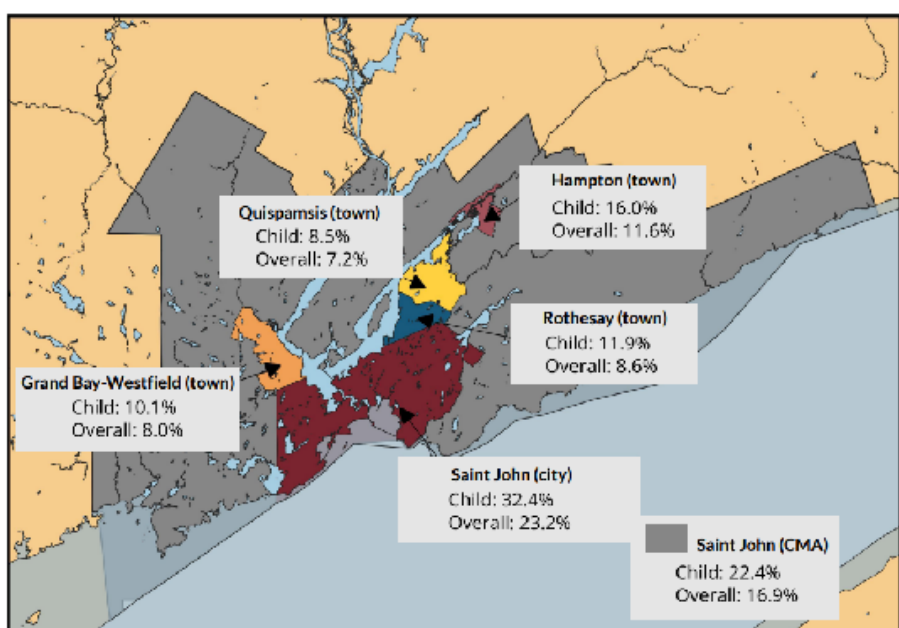 Hampton (town)
Child: 16.0%
Overall: 11.6%
Quispamsis (town)
Child: 8.5%
Overall: 7.2%
Rothesay (town)
Child: 11.9%
Overall: 8.6%
Grand Bay-Westfield (town)
Child: 10.1%
Overall: 8.0%
Saint John (city)
Child: 32.4%
Overall: 23.2%
Saint John (CMA)
Child: 22.4%
Overall: 16.9%